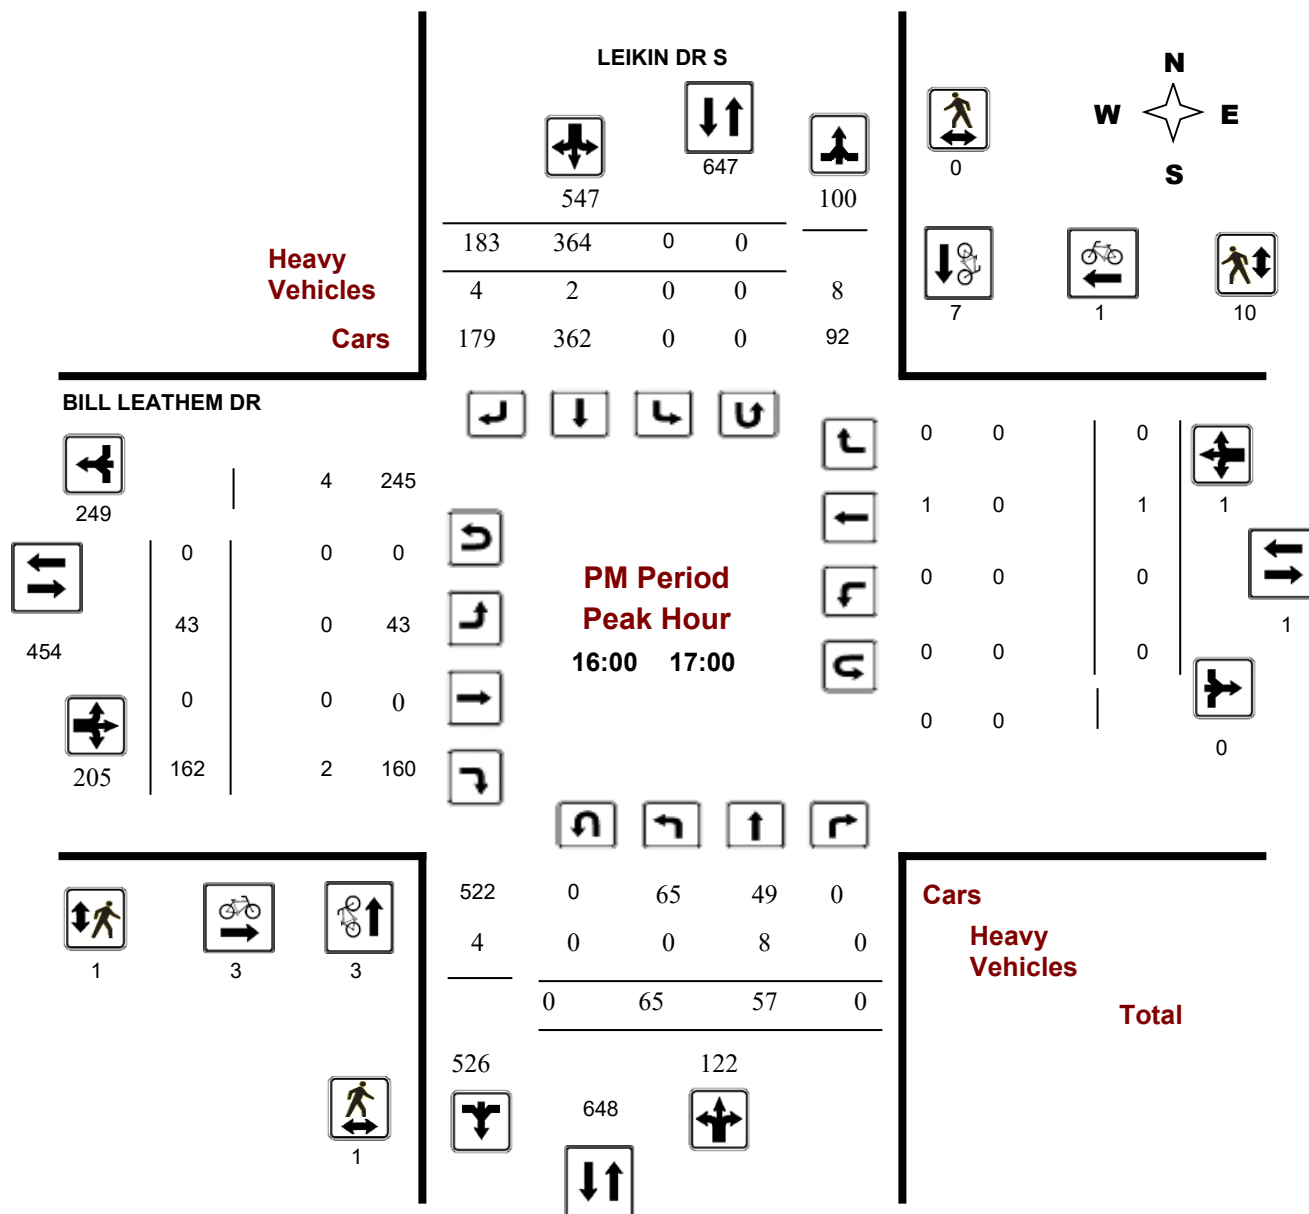 LEIKIN DR S
N
W E
S
647
547
100
0
183 364 0 0
Heavy
Vehicles
4 2 0 0 8
7 1 10
Cars
179 362 0 0 92
BILL LEATHEM DR
249
4 245
0 0 0
1
1 0 1
0 0 0
43 0 43
454
0 0 0
205
162 2 160
PM Period
Peak Hour
16:00 17:00
0 0 0
1
0 0 0
0 0
0
522 0 65 49 0
Cars
4 0 0 8 0
Heavy
Vehicles
1 3 3
0 65 57 0
Total
526 122
648
1